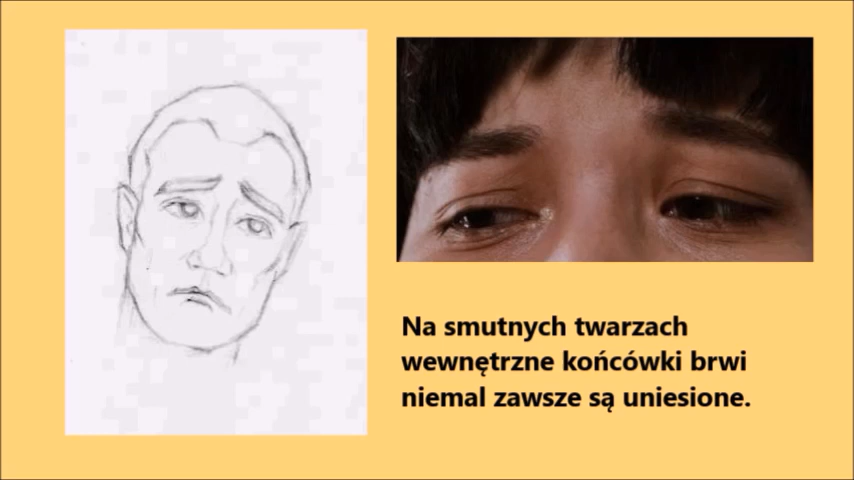 Na smutnych twarzach
wewnętrzne końcówki brwi
niemal zawsze są uniesione.